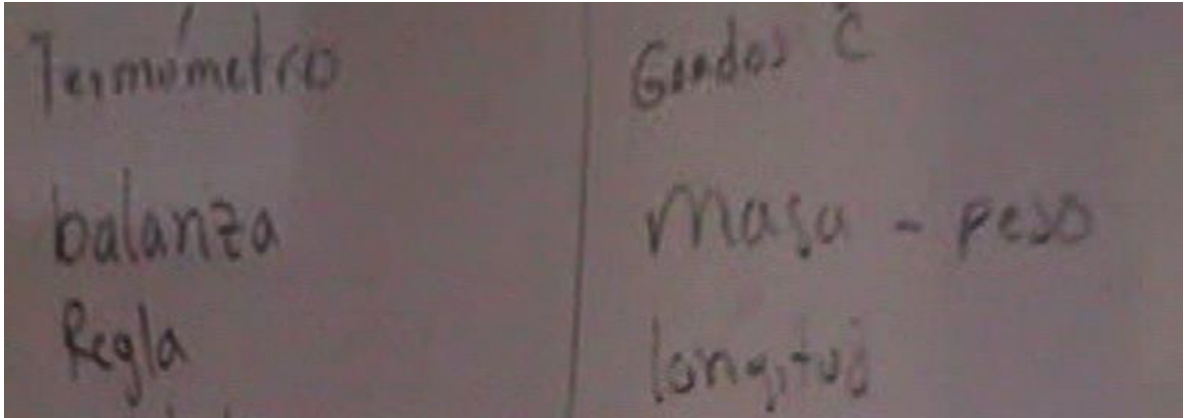 Termómetro
Grados °C
balanza
Masa - peso
Regla
longitud